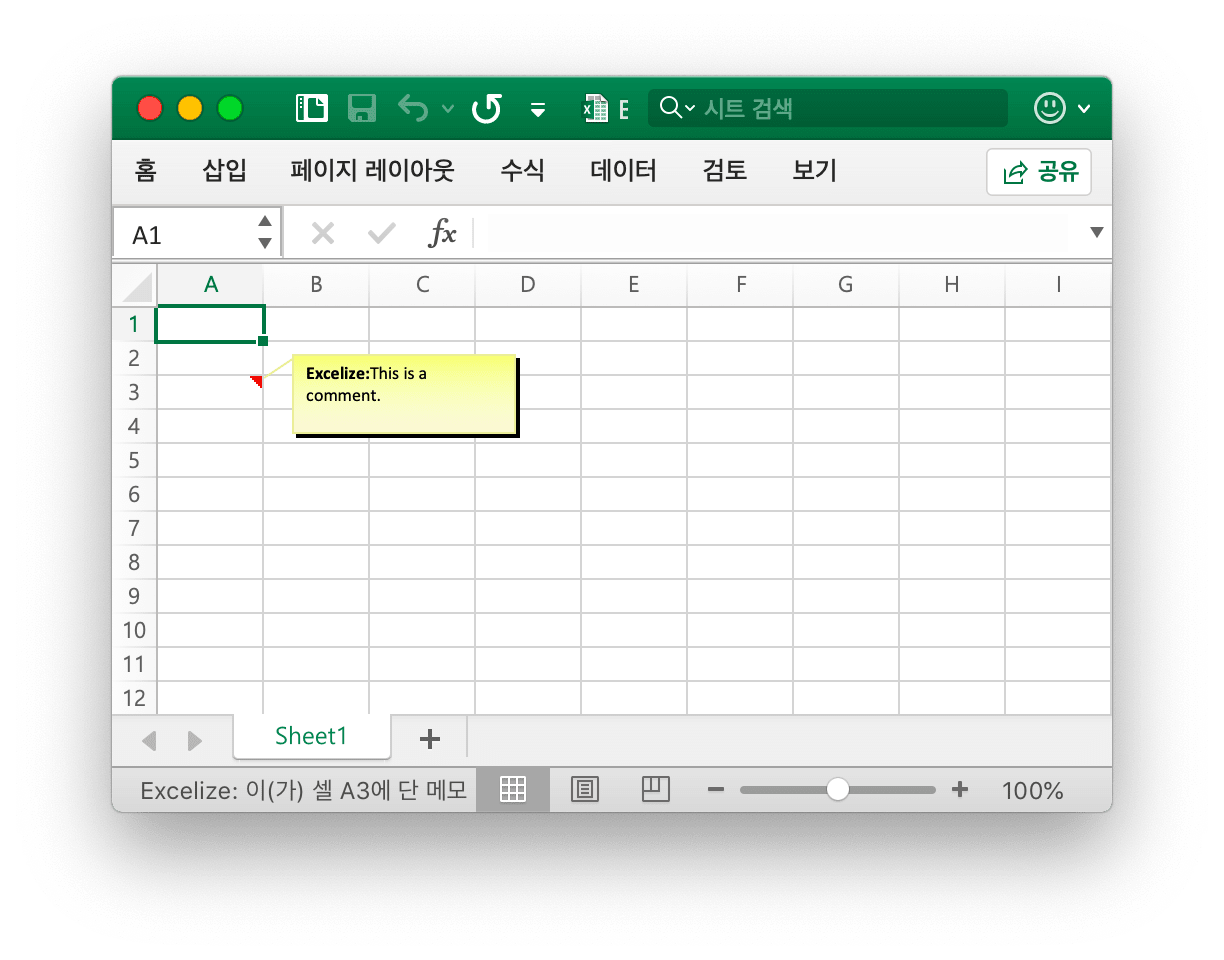 E 시트 검색
홈 삽입 페이지 레이아웃 수식 데이터 검토 보기 공유
A1 fx
A B C D E F G H I
1
2
Excelize:This is a
3
comment.
4
5
6
7
8
9
10
11
12
Sheet1
Excelize: 이(가) 셀 A3에 단 메모 100%